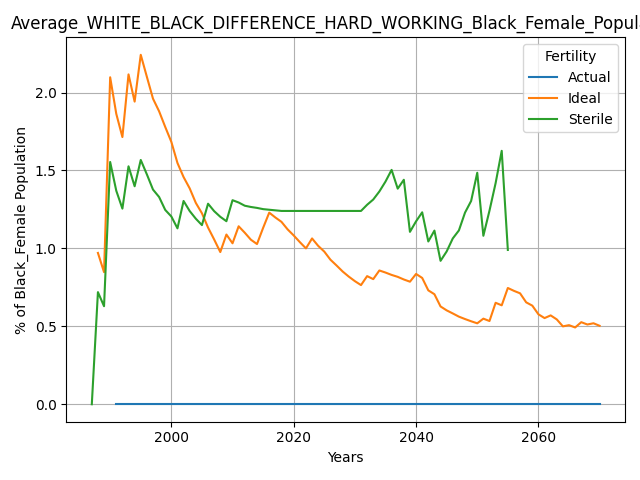 Average_WHITE_BLACK_DIFFERENCE_HARD_WORKING_Black_Female_Popula
Fertility
Actual
Ideal
Sterile
% of Black_Female Population
2.0
1.5
1.0
0.5
0.0
2000 2020 2040 2060
Years